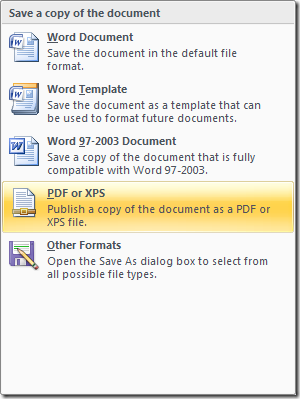 Save a copy of the document
Word Document
Save the document in the default file
format.
Word Template
Save the document as a template that can
be used to format future documents.
Word 97-2003 Document
Save a copy of the document that is fully
compatible with Word 97-2003.
PDF or XPS
Publish a copy of the document as a PDF or
XPS file.
Other Formats
Open the Save As dialog box to select from
all possible file types.